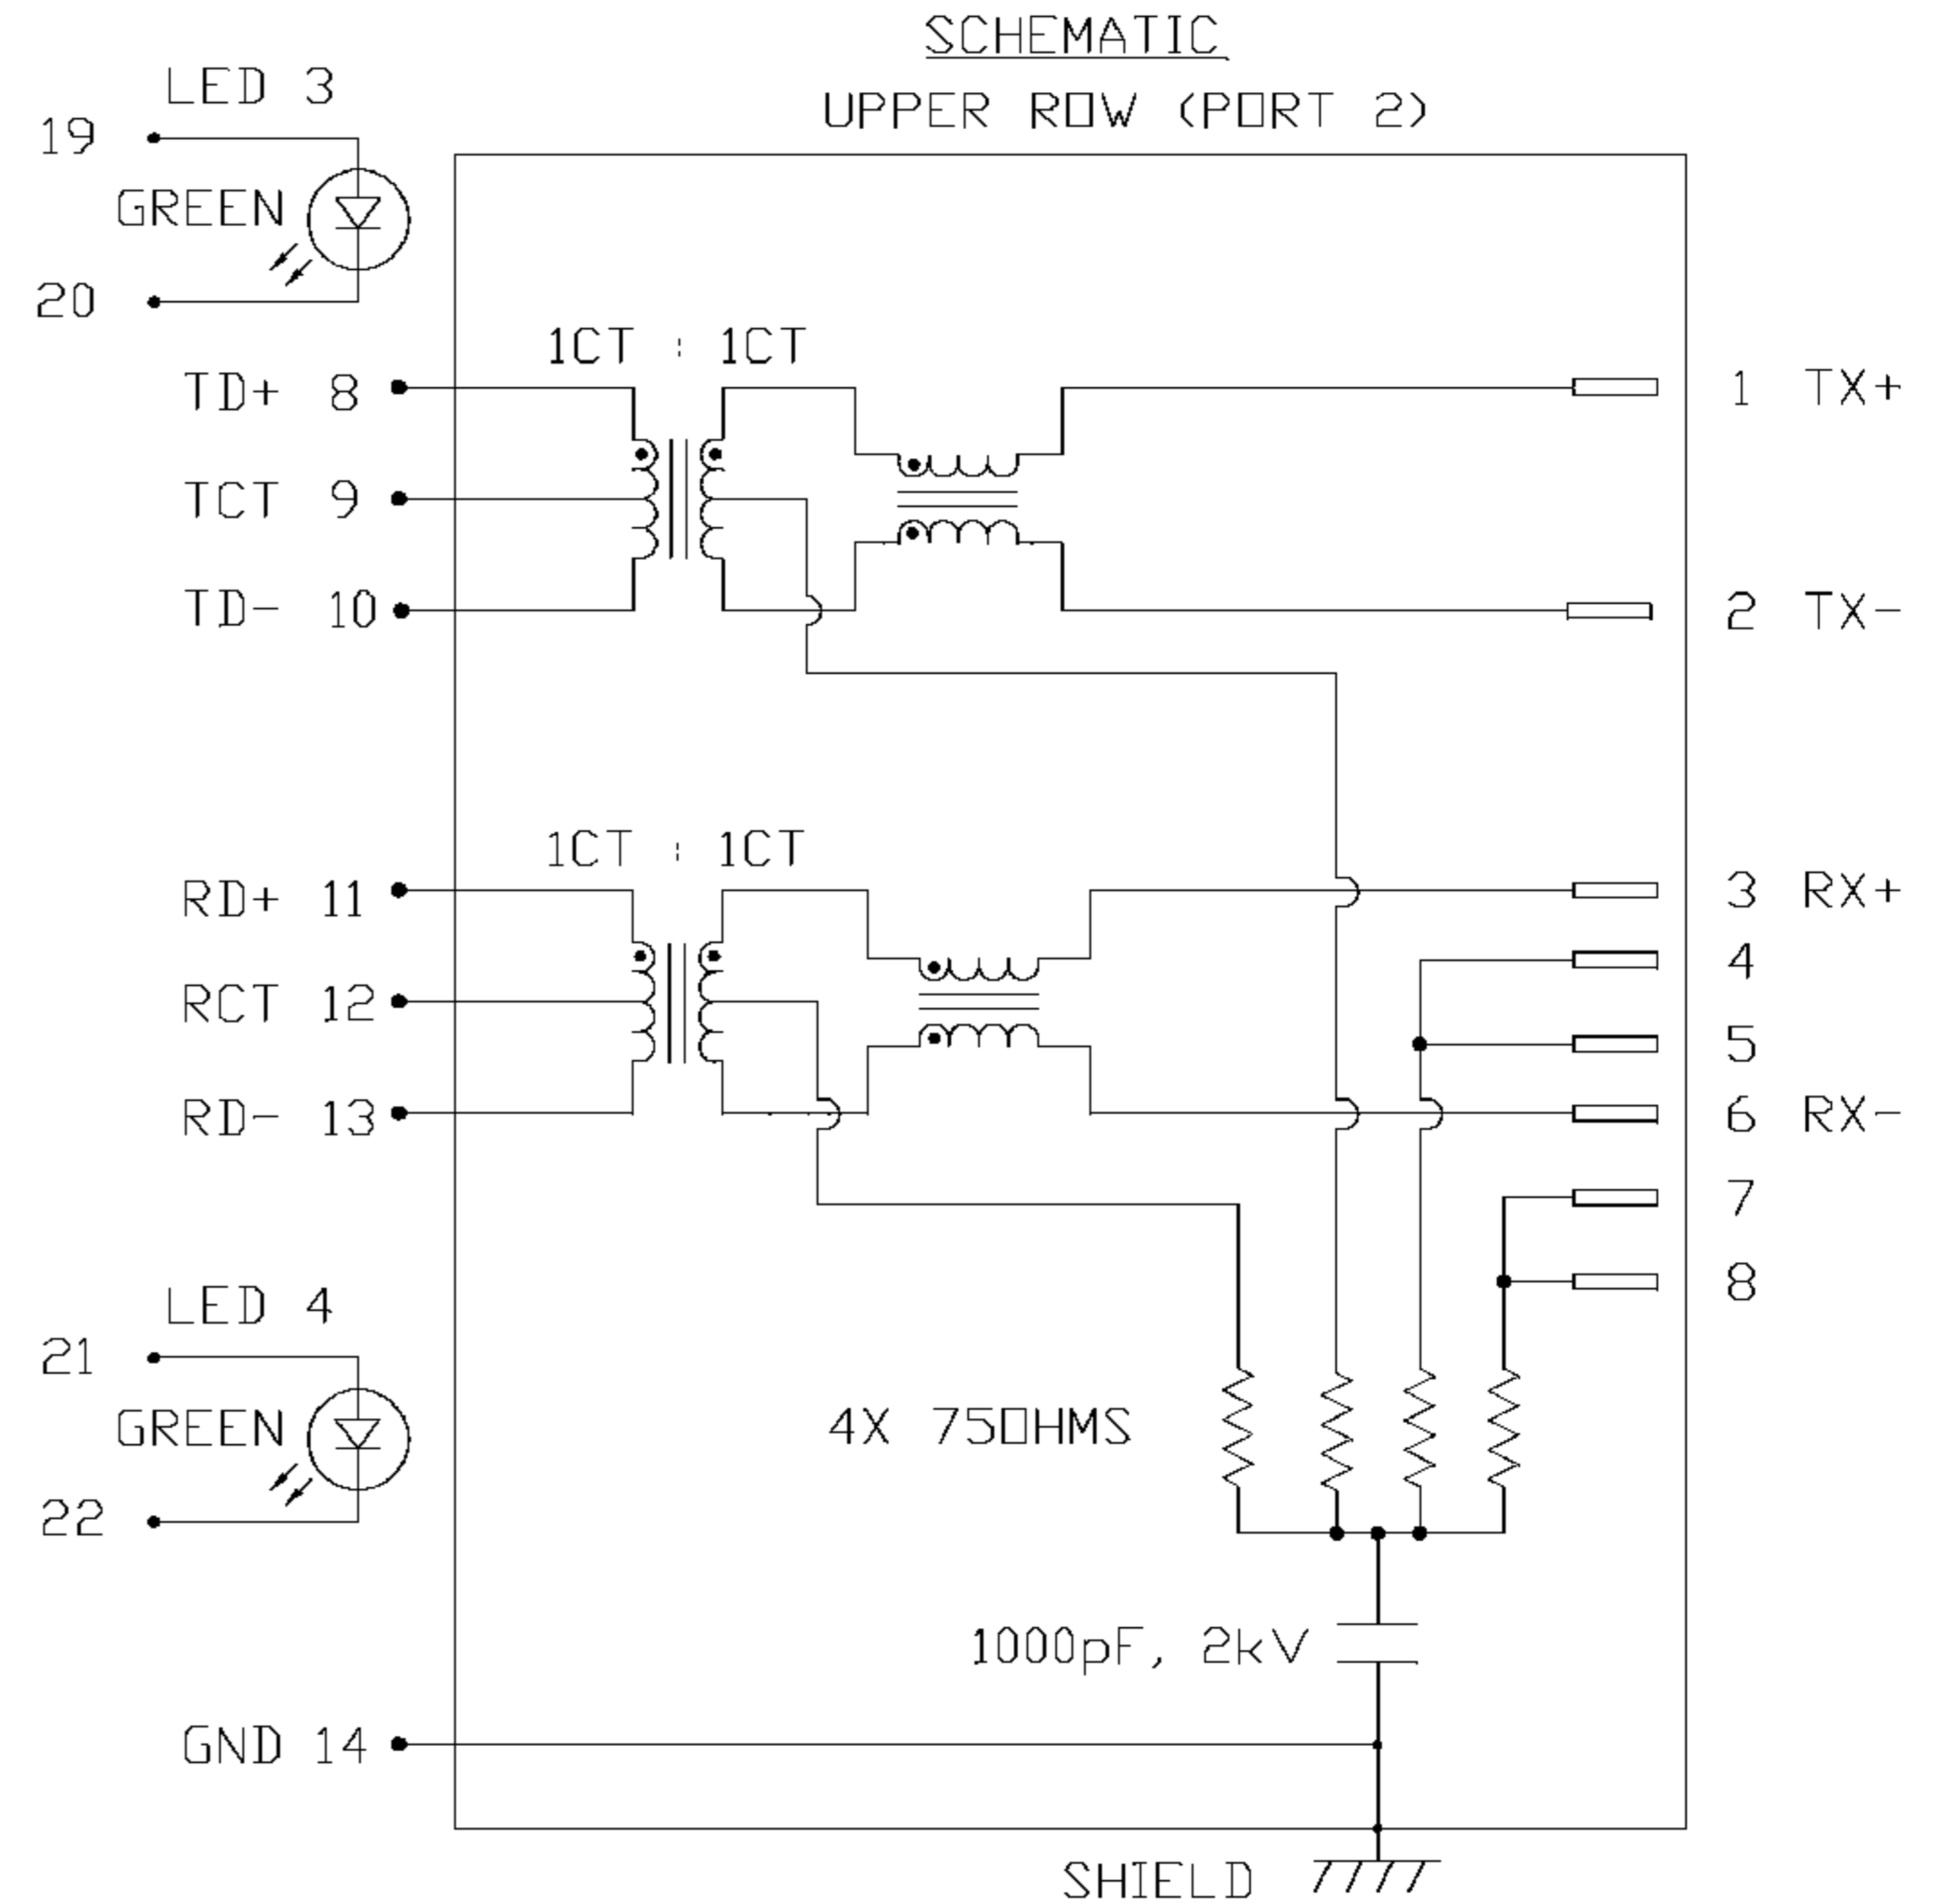 SCHEMATIC
UPPER ROW (PORT 2)
LED 3
19
GREEN
20
1CT : 1CT
TD+ 8
1 TX+
TCT 9
TD- 10
2 TX-
1CT : 1CT
RD+ 11
3 RX+
4
RCT 12
5
RD- 13
6 RX-
7
8
LED 4
21
GREEN
4X 75OHMS
22
1000pF, 2kV
GND 14
SHIELD